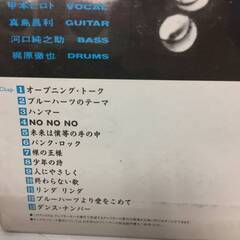 甲本ヒロト VOCAL
真島昌利 GUITAR
河口純之助 BASS
梶原徹也 DRUMS
Chap.
1 オープニング・トーク
2 ブルーハーツのテーマ
3 ハンマー
4 NO NO NO
5 未来は僕等の手の中
6 パンク・ロック
7 裸の王様
8 少年の詩
9 人にやさしく
10 終わらない歌
11 リンダ リンダ
12 ブルーハーツより愛をこめて
13 ダンス・ナンバー